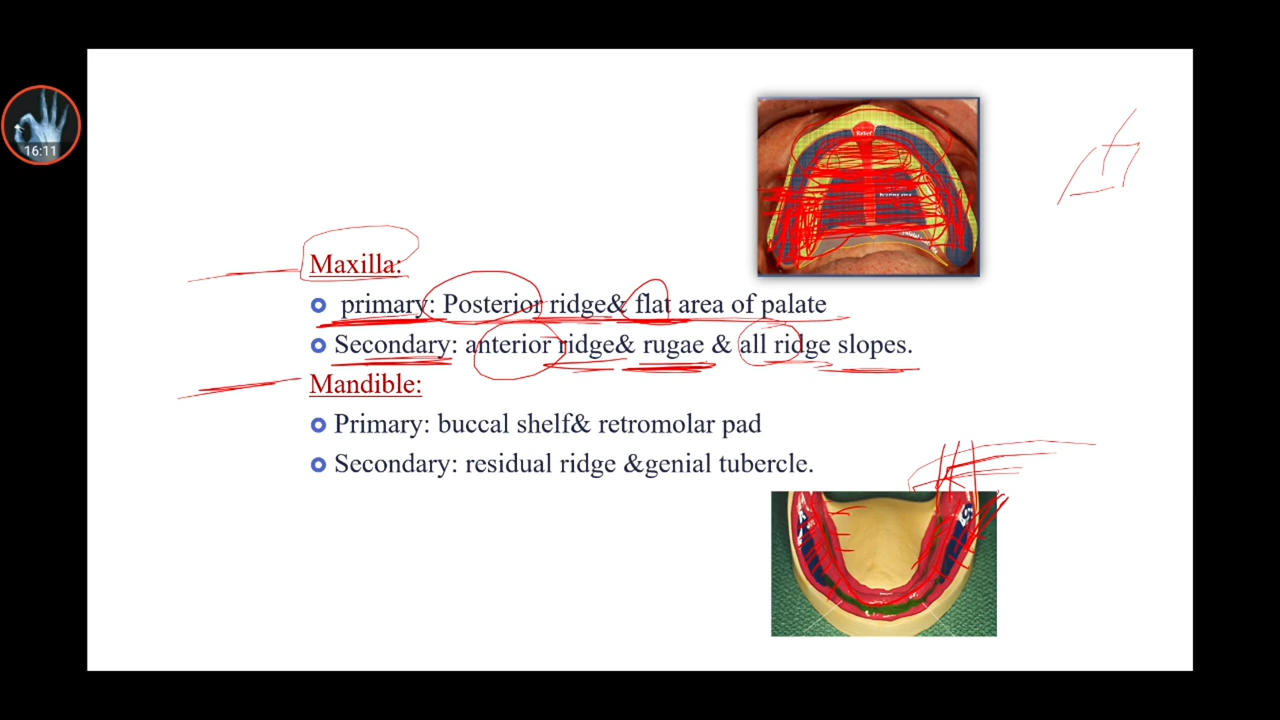 16:11
Relief
Maxilla:
primary: Posterior ridge& flat area of palate
Secondary: anterior ridge& rugae & all ridge slopes.
Mandible:
Primary: buccal shelf& retromolar pad
Secondary: residual ridge &genial tubercle.